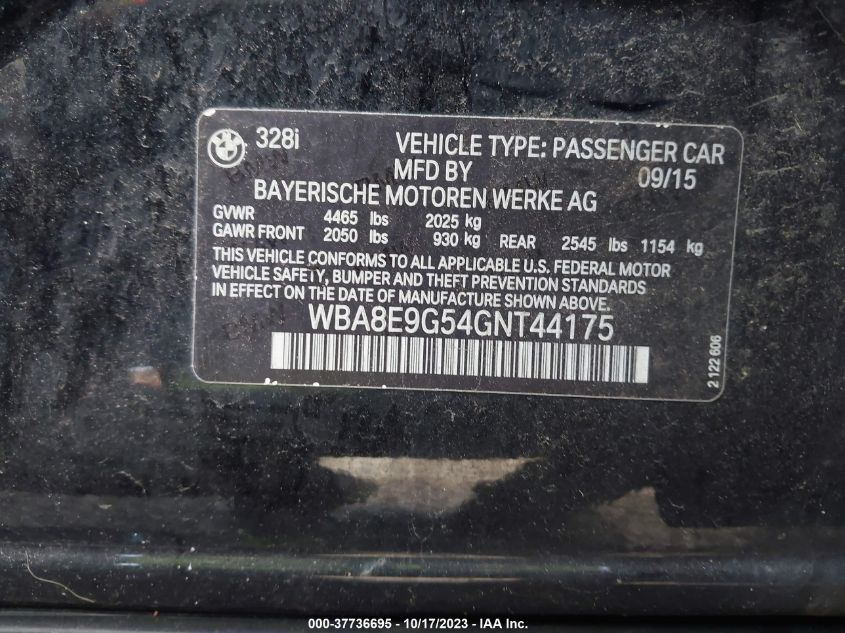 BMW 328i VEHICLE TYPE: PASSENGER CAR
MFD BY 09/15
BAYERISCHE MOTOREN WERKE AG
GVWR 4465 lbs 2025 kg
GAWR FRONT 2050 lbs 930 kg REAR 2545 lbs 1154 kg
THIS VEHICLE CONFORMS TO ALL APPLICABLE U.S. FEDERAL MOTOR
VEHICLE SAFETY, BUMPER AND THEFT PREVENTION STANDARDS
IN EFFECT ON THE DATE OF MANUFACTURE SHOWN ABOVE.
WBA8E9G54GNT44175
2 122 606
000-37736695 - 10/17/2023 - IAA Inc.